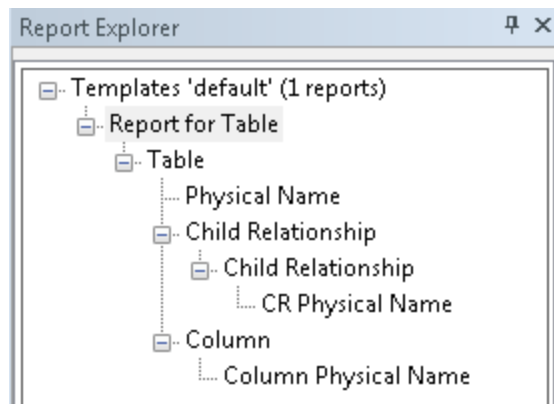 Report Explorer
Templates 'default' (1 reports)
Report for Table
Table
Physical Name
Child Relationship
Child Relationship
CR Physical Name
Column
Column Physical Name